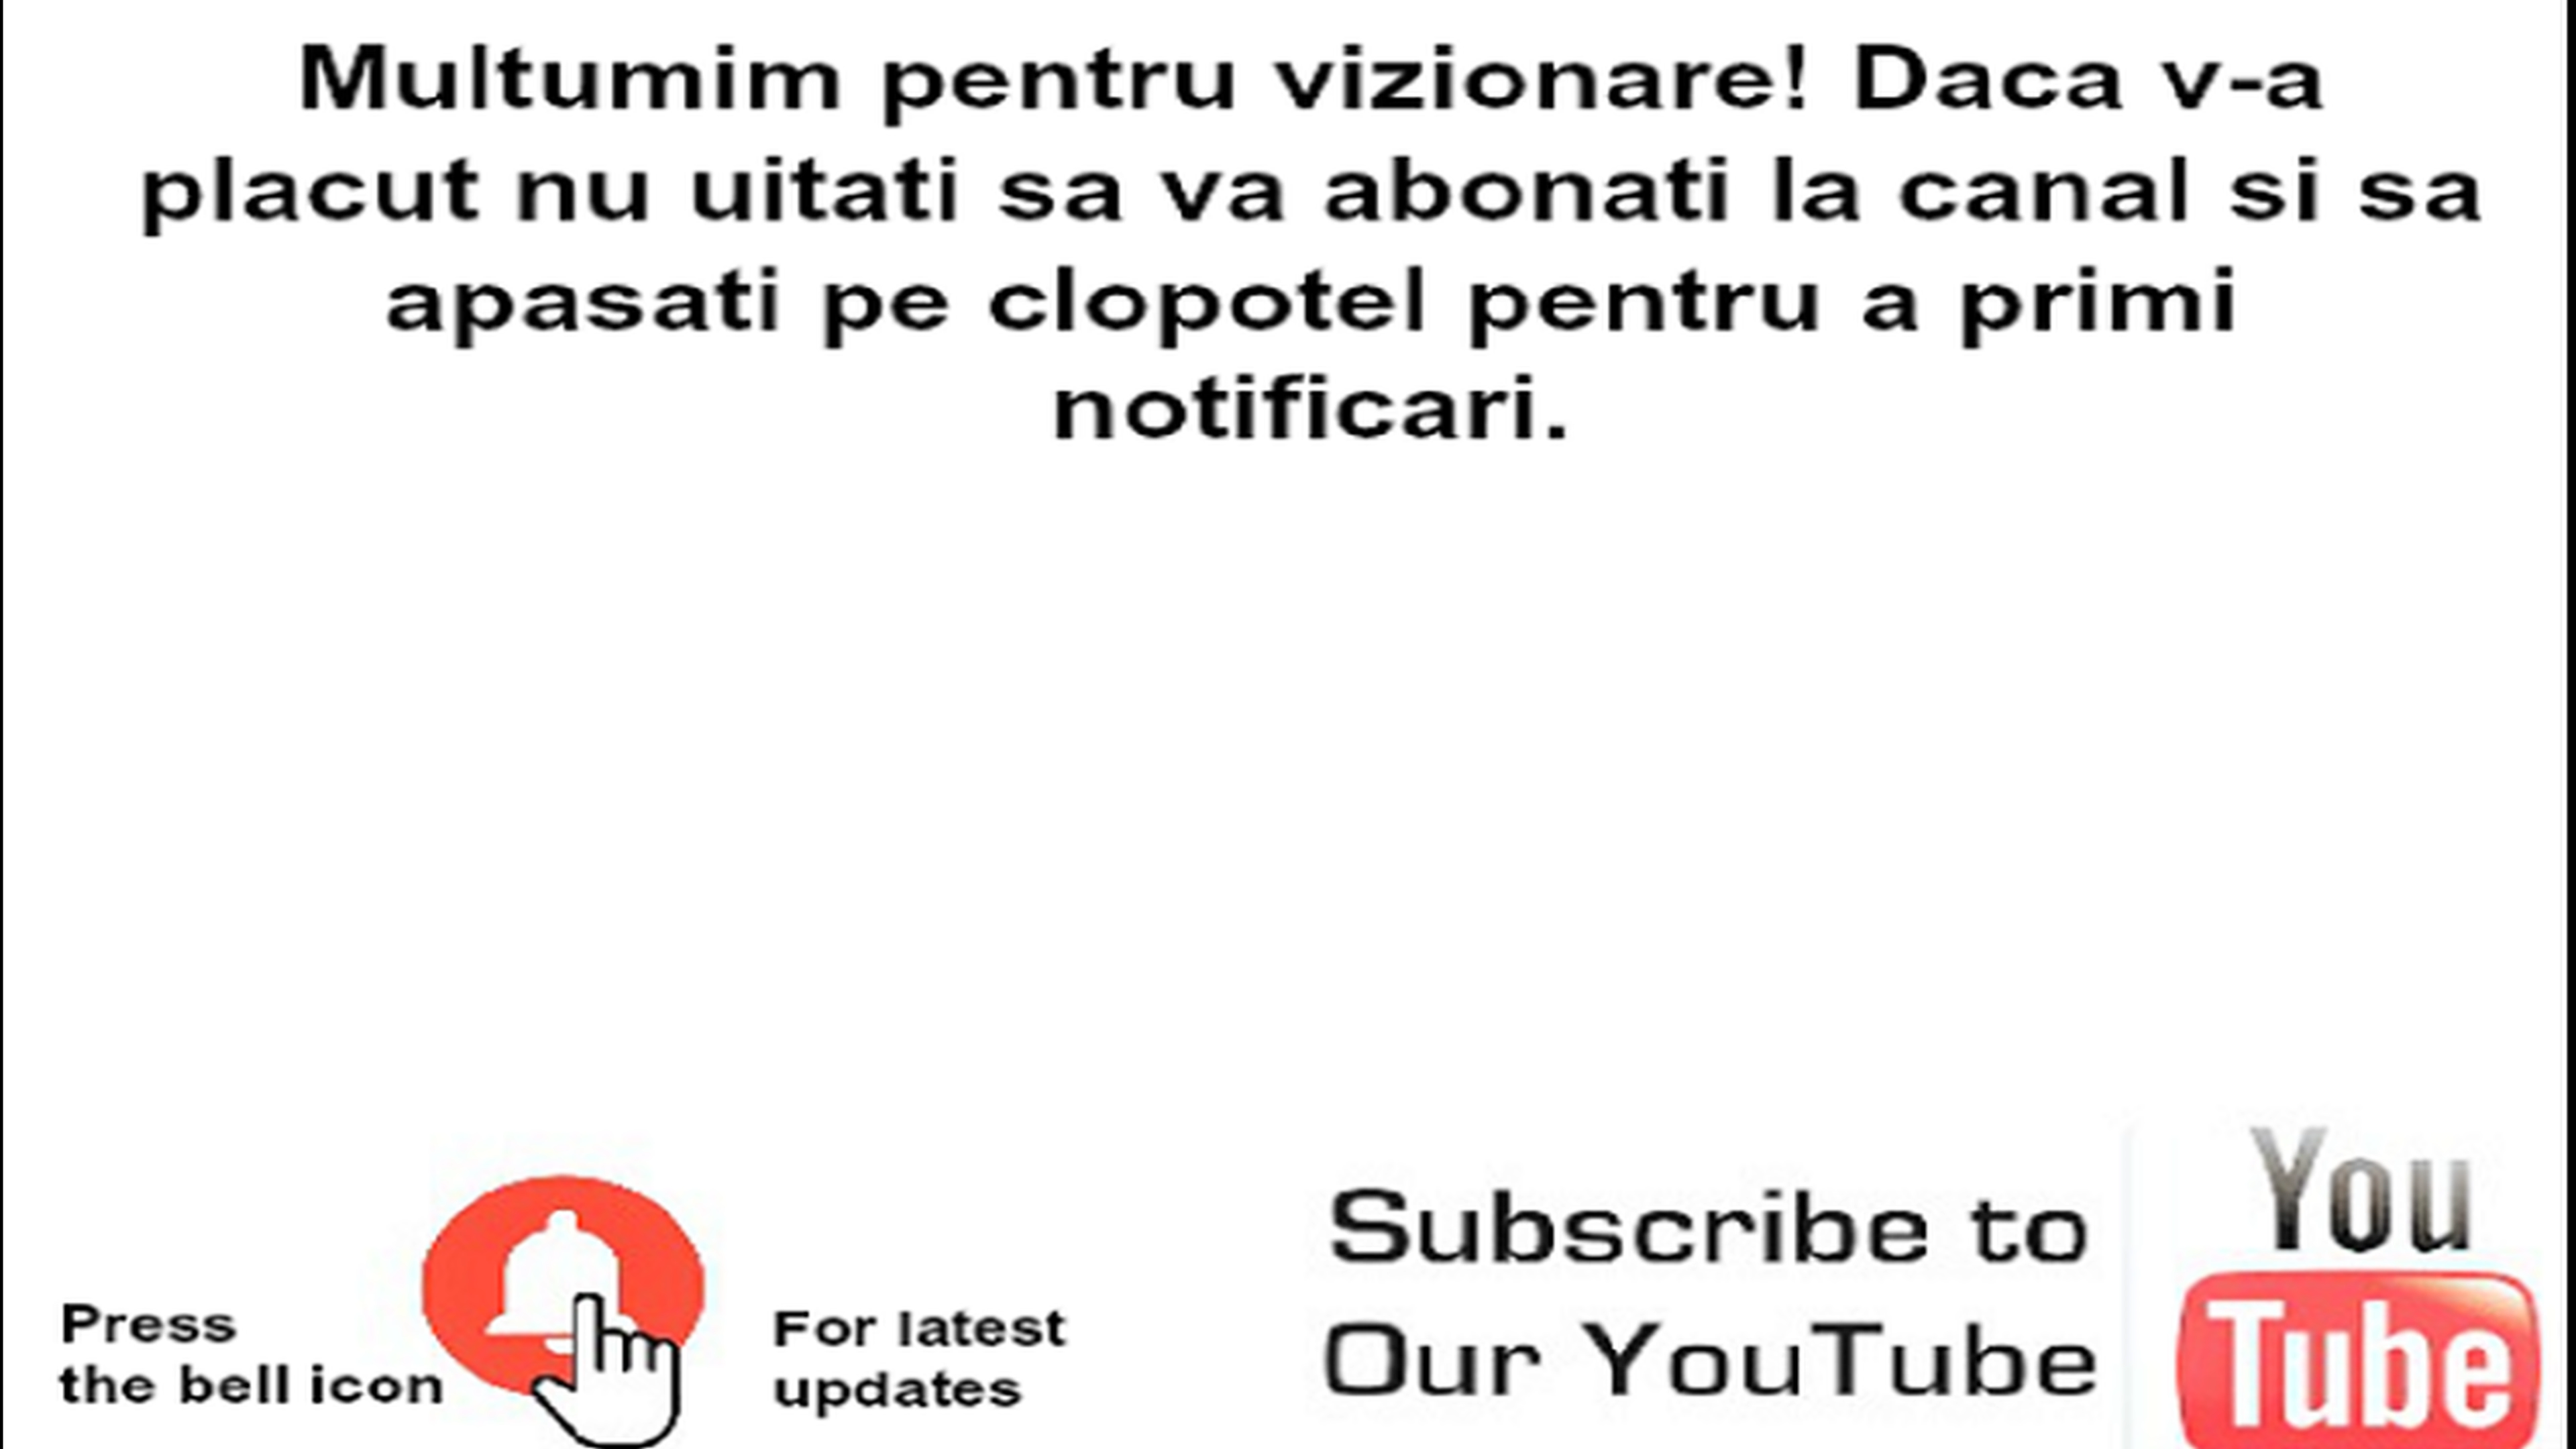 Multumim pentru vizionare! Daca v-a
placut nu uitati sa va abonati la canal si sa
apasati pe clopotel pentru a primi
notificari.
Press
the bell icon
For latest
updates
Subscribe to
Our YouTube
You
Tube